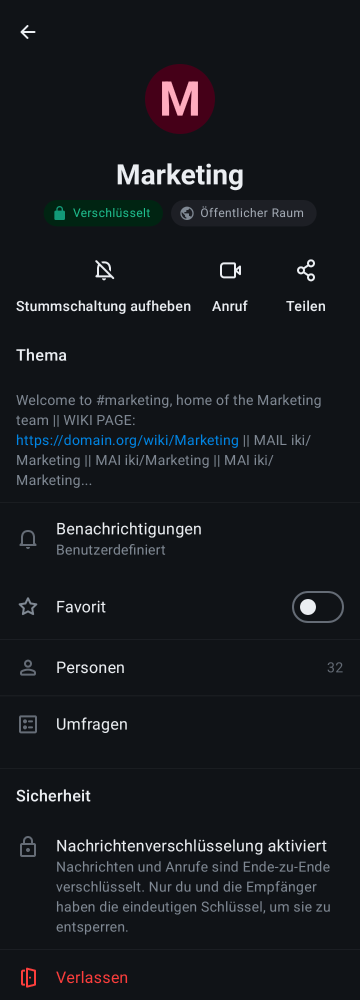 M
Marketing
Verschlüsselt
Öffentlicher Raum
Stummschaltung aufheben
Anruf
Teilen
Thema
Welcome to #marketing, home of the Marketing
team || WIKI PAGE:
https://domain.org/wiki/Marketing || MAIL iki/
Marketing || MAI iki/Marketing || MAI iki/
Marketing...
Benachrichtigungen
Benutzerdefiniert
Favorit
Personen 32
Umfragen
Sicherheit
Nachrichtenverschlüsselung aktiviert
Nachrichten und Anrufe sind Ende-zu-Ende
verschlüsselt. Nur du und die Empfänger
haben die eindeutigen Schlüssel, um sie zu
entsperren.
Verlassen